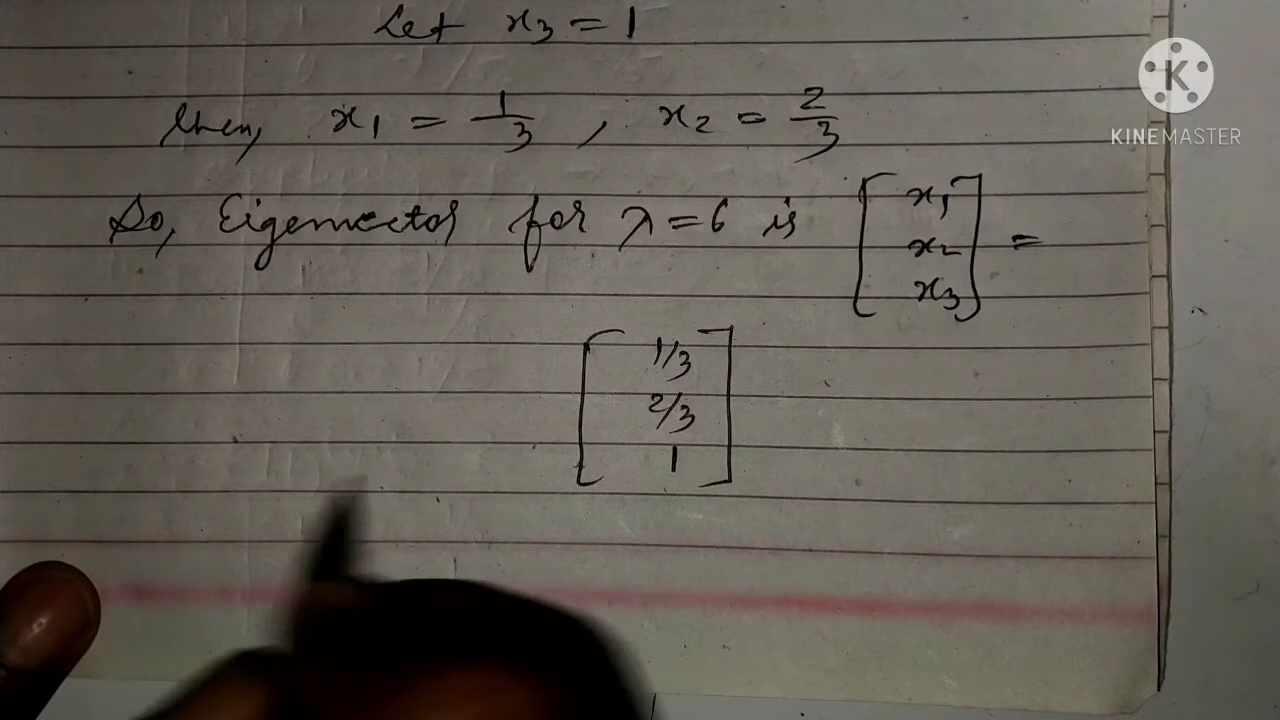 Let x₃ = 1
K
KINEMASTER
then, x₁ = 1/3 , x₂ = 2/3
So, Eigenvector for λ = 6 is [x₁ x₂ x₃] =
[1/3
2/3
1]